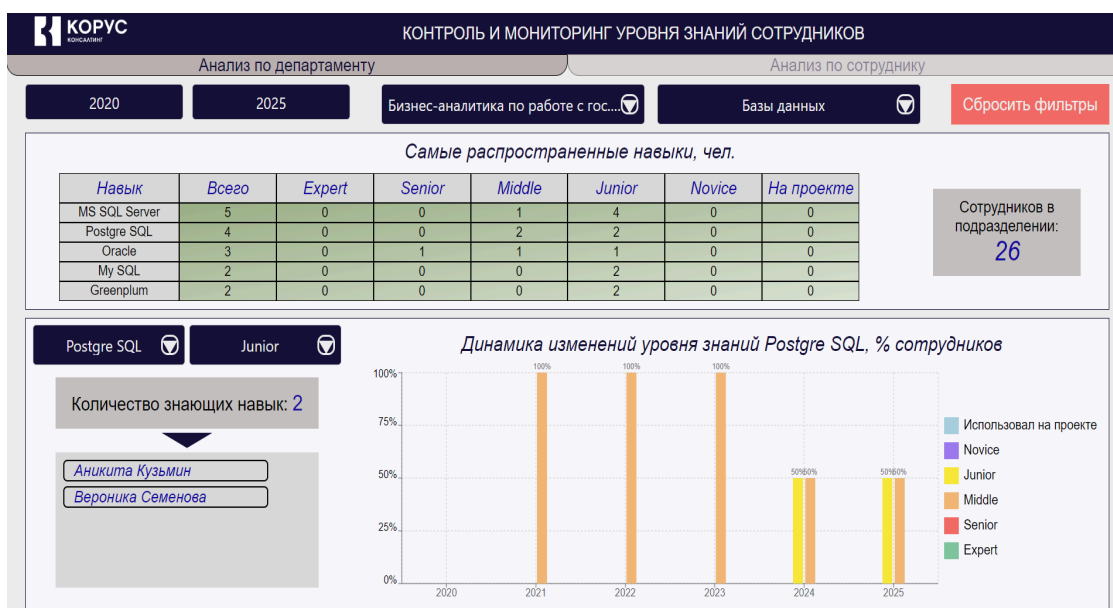 КОРУС
КОНСАЛТИНГ
КОНТРОЛЬ И МОНИТОРИНГ УРОВНЯ ЗНАНИЙ СОТРУДНИКОВ
Анализ по департаменту
Анализ по сотруднику
2020
2025
Бизнес-аналитика по работе с гос....
Базы данных
Сбросить фильтры
Самые распространенные навыки, чел.
Навык Всего Expert Senior Middle Junior Novice На проекте
MS SQL Server 5 0 0 1 4 0 0
Postgre SQL 4 0 0 2 2 0 0
Oracle 3 0 1 1 1 0 0
My SQL 2 0 0 0 2 0 0
Greenplum 2 0 0 0 2 0 0
Сотрудников в
подразделении:
26
Postgre SQL
Junior
Количество знающих навык: 2
Аникита Кузьмин
Вероника Семенова
Динамика изменений уровня знаний Postgre SQL, % сотрудников
100%
75%
50%
25%
0%
100%
100%
100%
50%
50%
50%
50%
2020
2021
2022
2023
2024
2025
Использовал на проекте
Novice
Junior
Middle
Senior
Expert